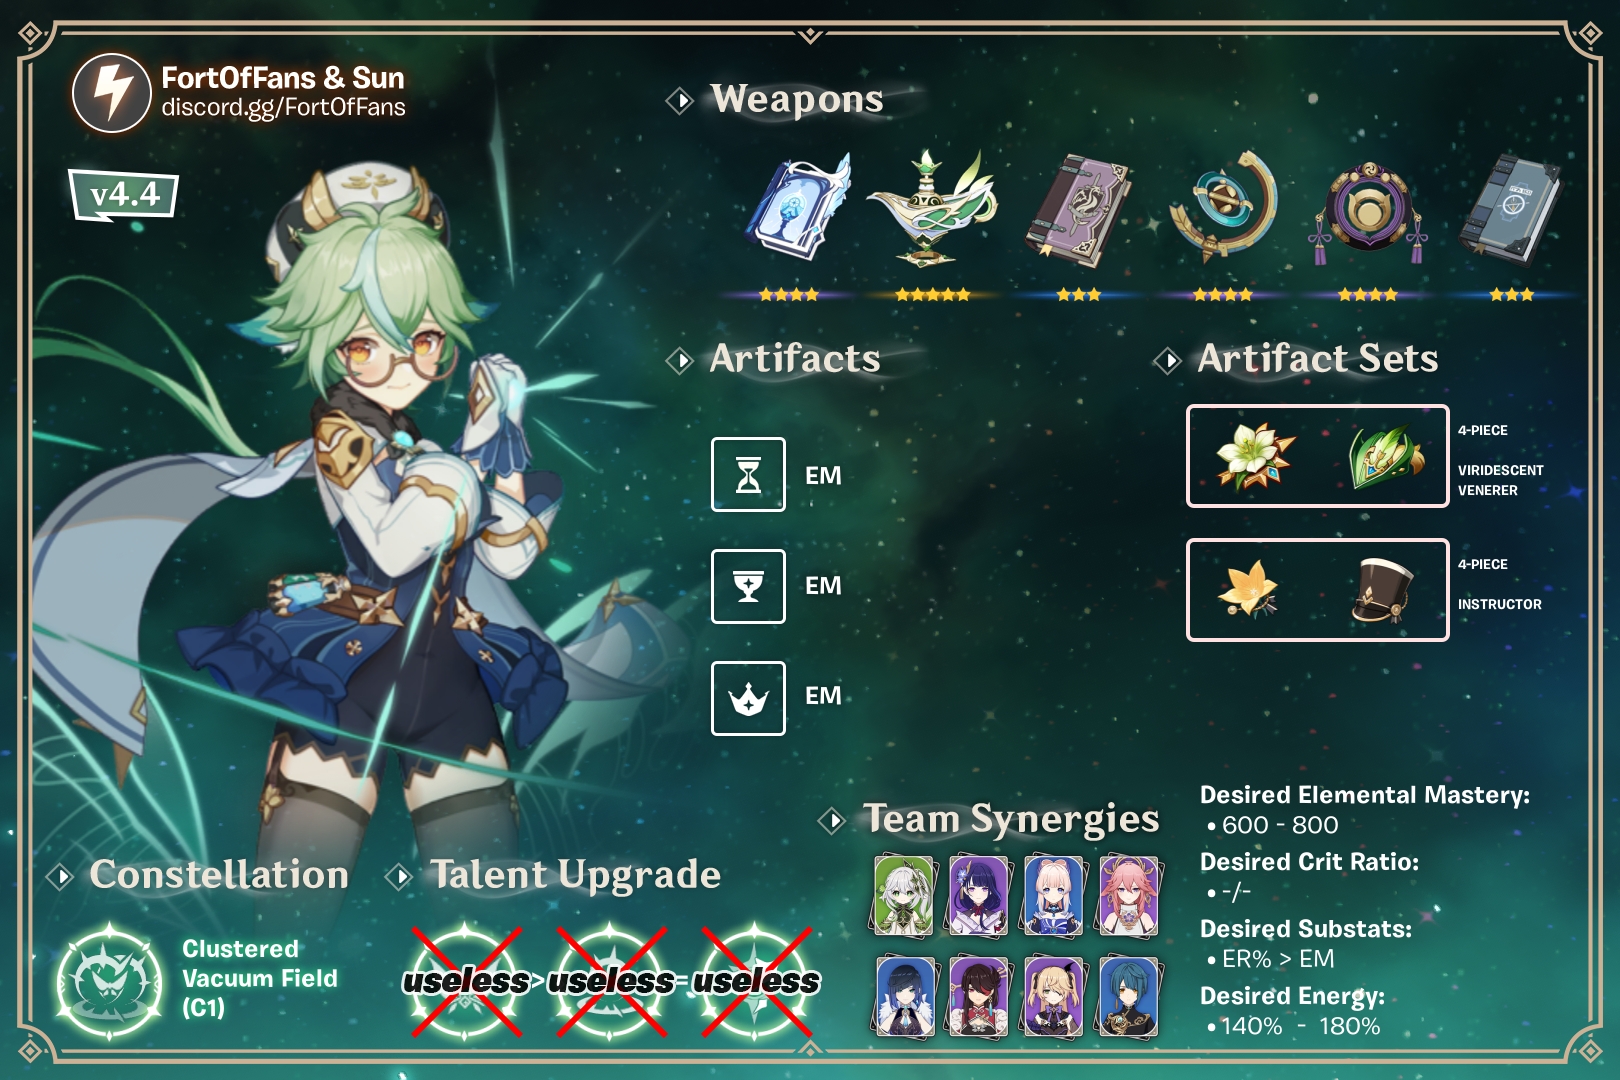 FortOfFans & Sun
discord.gg/FortOfFans
v4.4
Weapons
Artifacts
EM
EM
EM
Artifact Sets
4-PIECE
VIRIDESCENT
VENERER
4-PIECE
INSTRUCTOR
Constellation
Clustered
Vacuum Field
(C1)
Talent Upgrade
useless > useless = useless
Team Synergies
Desired Elemental Mastery:
• 600 - 800
Desired Crit Ratio:
• -/-
Desired Substats:
• ER% > EM
Desired Energy:
• 140% - 180%